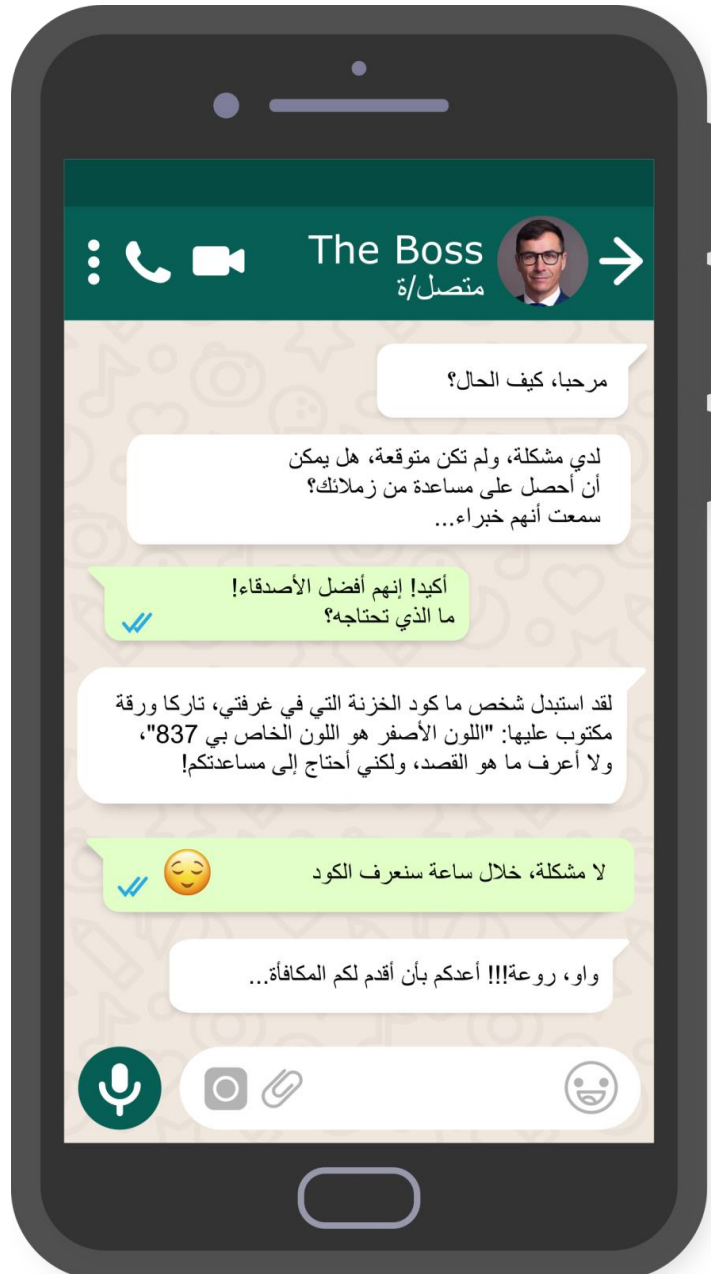 The Boss
متصل/ة
مرحبا، كيف الحال؟
لدي مشكلة، ولم تكن متوقعة، هل يمكن
أن أحصل على مساعدة من زملائك؟
سمعت أنهم خبراء...
أكيد! إنهم أفضل الأصدقاء!
ما الذي تحتاجه؟
لقد استبدل شخص ما كود الخزنة التي في غرفتي، تاركا ورقة
مكتوب عليها: "اللون الأصفر هو اللون الخاص بي 837"،
ولا أعرف ما هو القصد، ولكني أحتاج إلى مساعدتكم!
لا مشكلة، خلال ساعة سنعرف الكود
واو، روعة!!! أعدكم بأن أقدم لكم المكافأة...